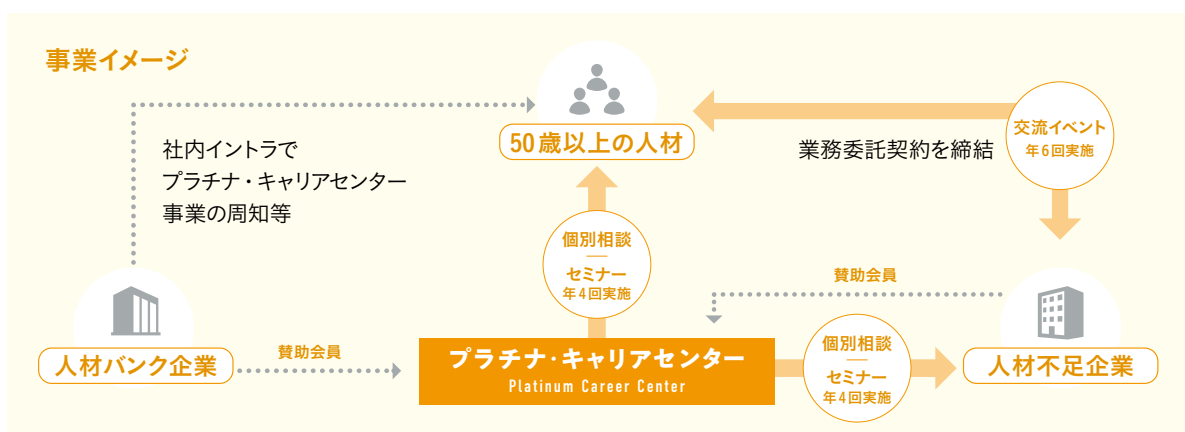 事業イメージ
50歳以上の人材
社内イントラで
プラチナ・キャリアセンター
事業の周知等
業務委託契約を締結
交流イベント
年6回実施
個別相談
セミナー
年4回実施
人材バンク企業
賛助会員
プラチナ・キャリアセンター
Platinum Career Center
賛助会員
個別相談
セミナー
年4回実施
人材不足企業